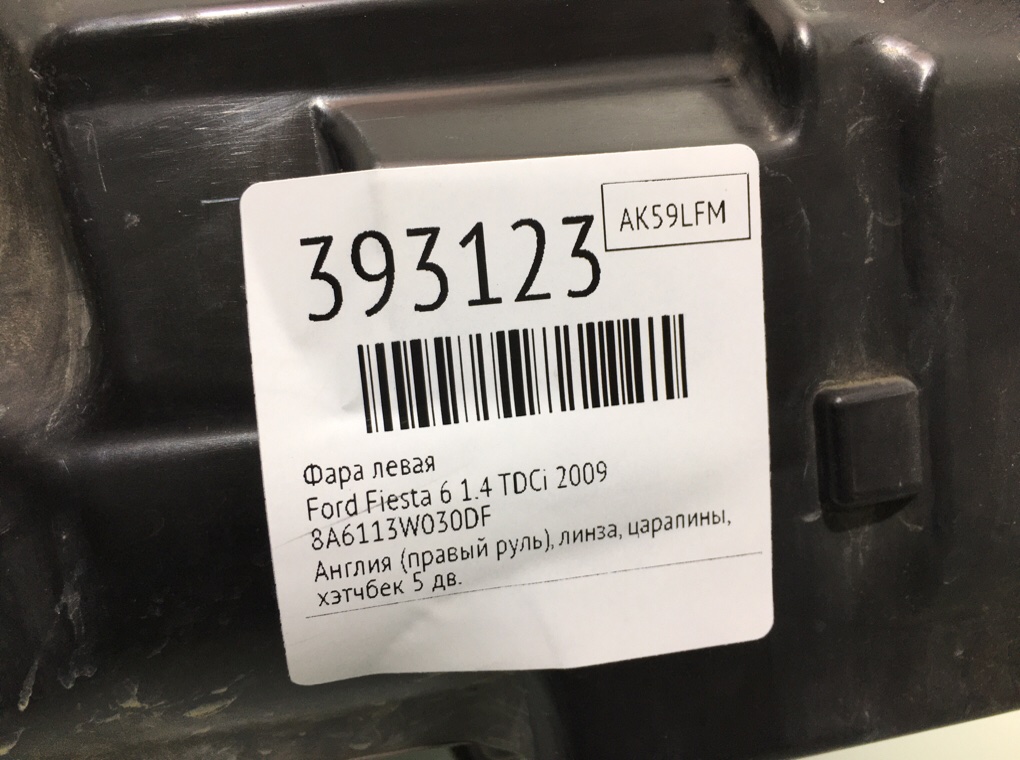 393123
AK59LFM
Фара левая
Ford Fiesta 6 1.4 TDCi 2009
8A6113W030DF
Англия (правый руль), линза, царапины,
хэтчбек 5 дв.